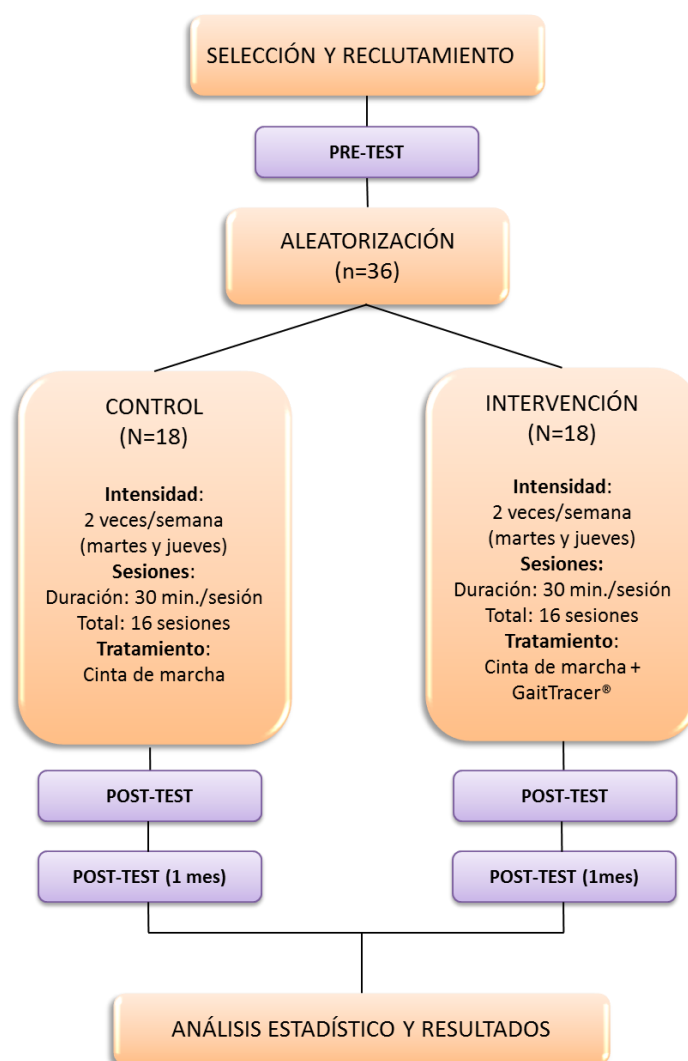 SELECCIÓN Y RECLUTAMIENTO
PRE-TEST
ALEATORIZACIÓN
(n=36)
CONTROL
(N=18)
Intensidad:
2 veces/semana
(martes y jueves)
Sesiones:
Duración: 30 min./sesión
Total: 16 sesiones
Tratamiento:
Cinta de marcha
INTERVENCIÓN
(N=18)
Intensidad:
2 veces/semana
(martes y jueves)
Sesiones:
Duración: 30 min./sesión
Total: 16 sesiones
Tratamiento:
Cinta de marcha +
GaitTracer®
POST-TEST
POST-TEST
POST-TEST (1 mes)
POST-TEST (1mes)
ANÁLISIS ESTADÍSTICO Y RESULTADOS